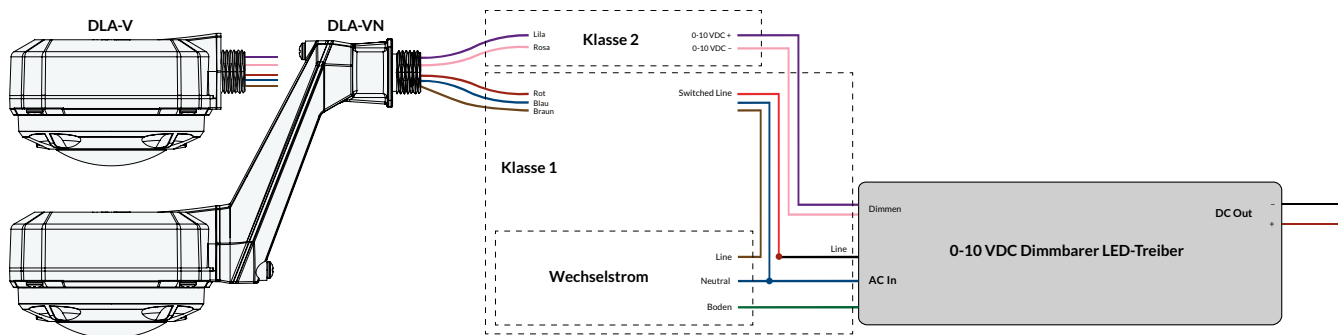 DLA-V
DLA-VN
Klasse 2
Lila
Rosa
0-10 VDC +
0-10 VDC –
Rot
Blau
Braun
Switched Line
Klasse 1
Wechselstrom
Line
Neutral
Boden
Line
Dimmen
AC In
0-10 VDC Dimmbarer LED-Treiber
DC Out
–
+